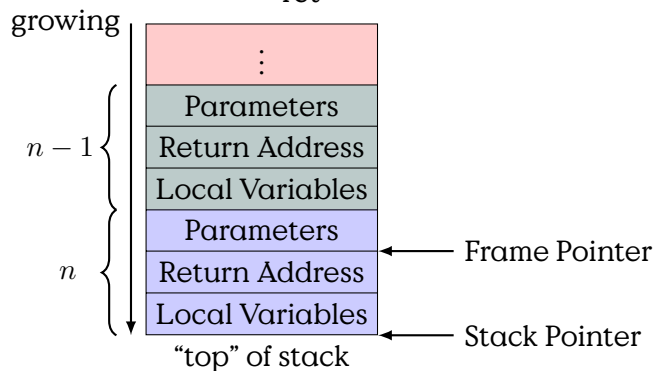 growing
⋮
Parameters
n − 1
Return Address
Local Variables
Parameters
Frame Pointer
n
Return Address
Local Variables
Stack Pointer
“top” of stack